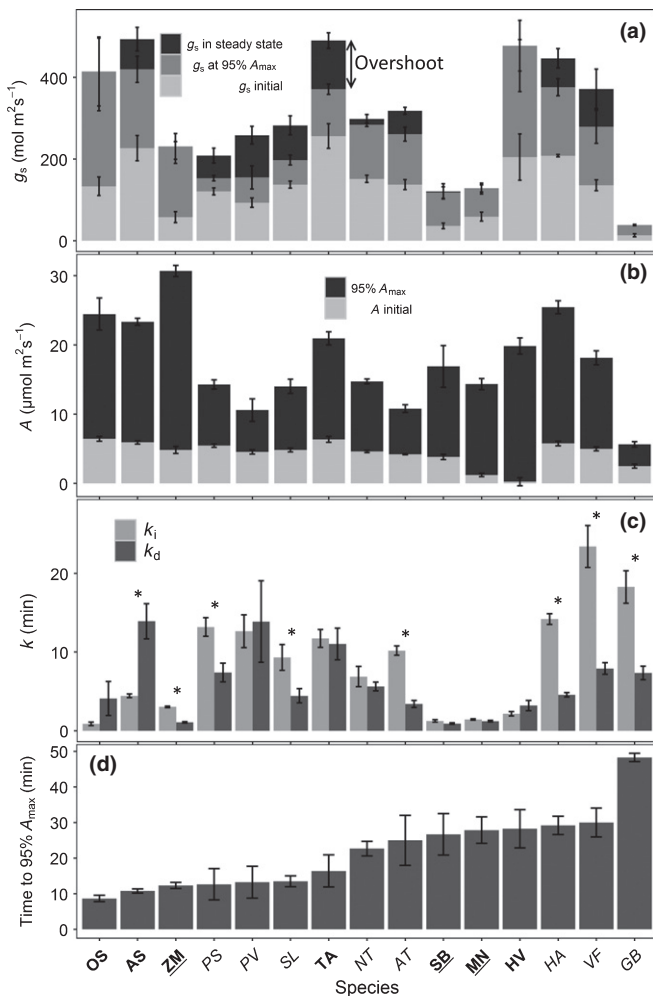 (a)
gs in steady state
gs at 95% Amax
gs initial
Overshoot
gs (mol m²s⁻¹)
400
200
0
(b)
95% Amax
A initial
A (µmol m²s⁻¹)
30
20
10
0
(c)
ki
kd
* * * * * * * *
k (min)
20
10
0
(d)
Time to 95% Amax (min)
50
40
30
20
10
0
OS AS ZM PS PV SL TA NT AT SB MN HV HA VF GB
Species